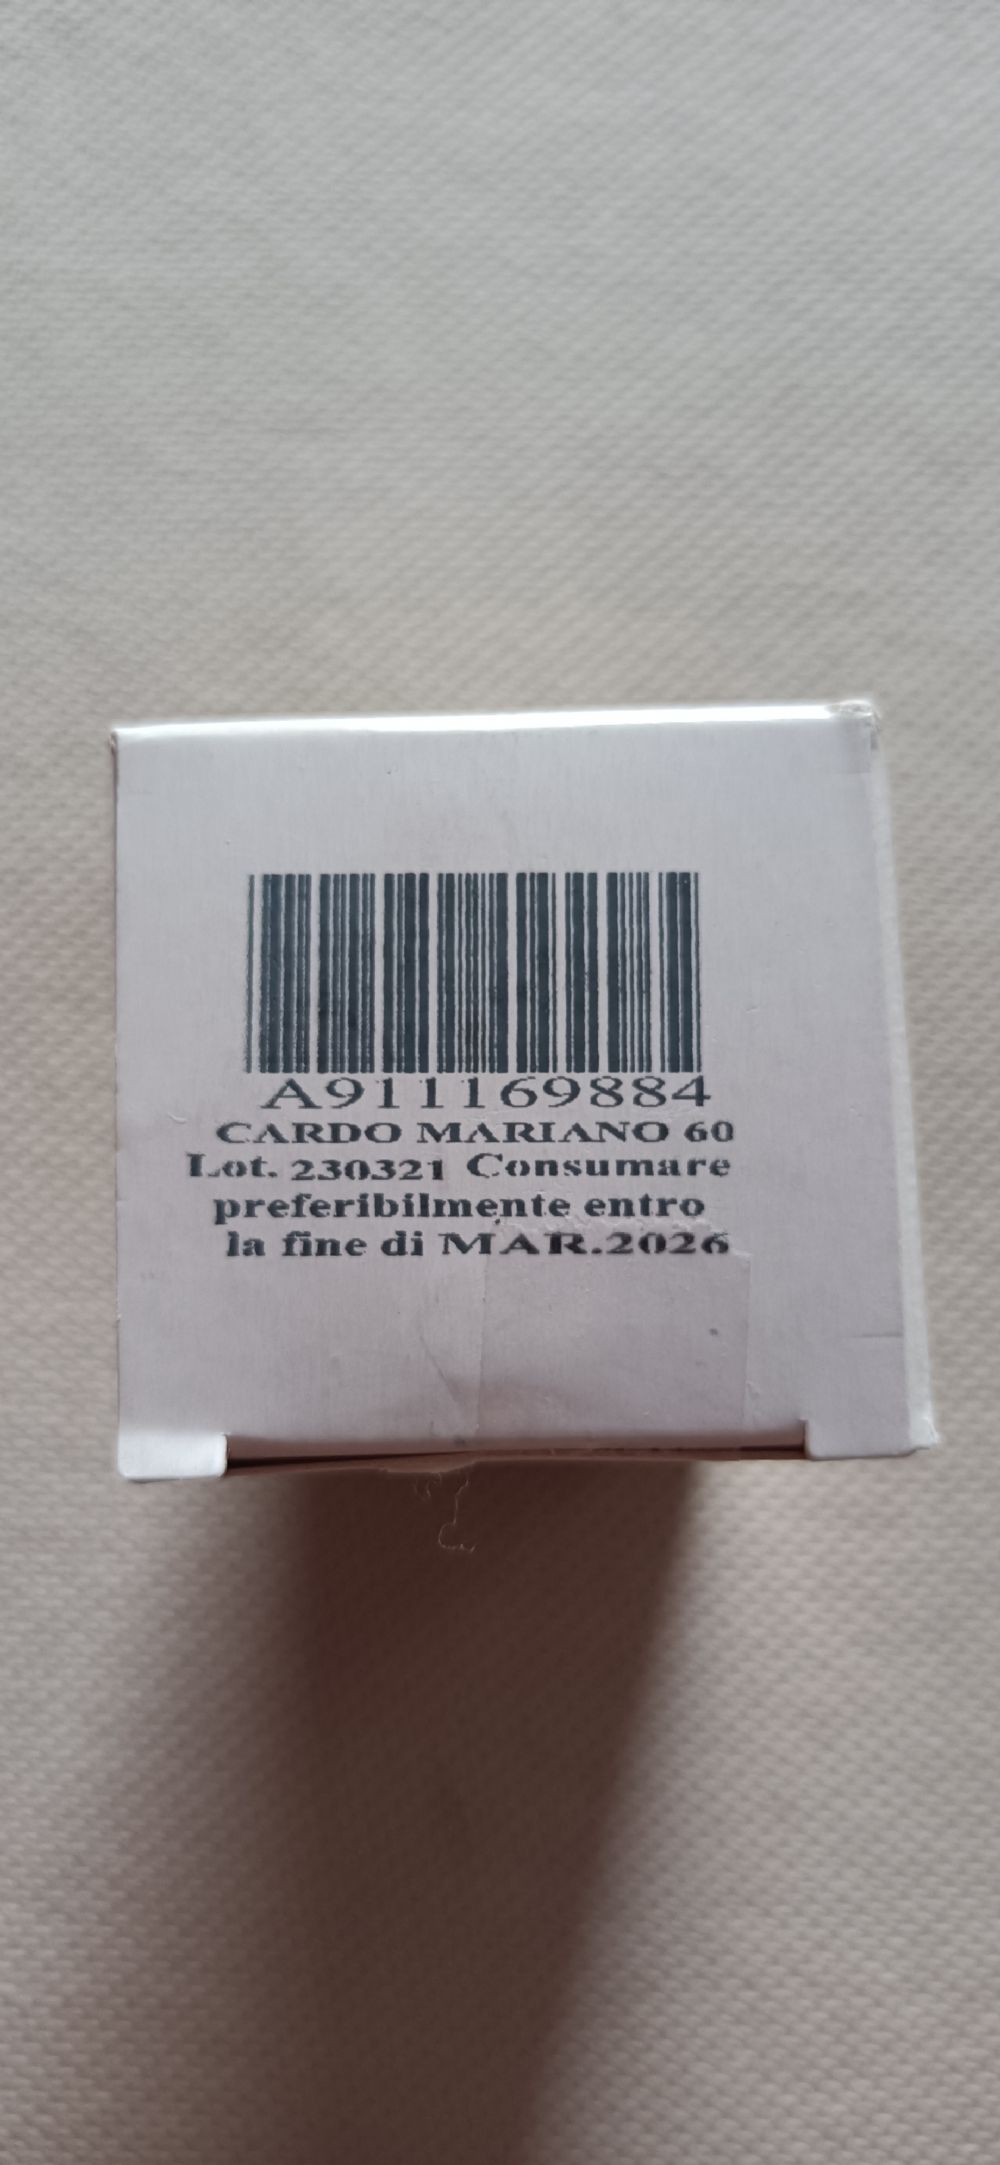 A911169884
CARDO MARIANO 60
Lot. 230321 Consumare
preferibilmente entro
la fine di MAR.2026